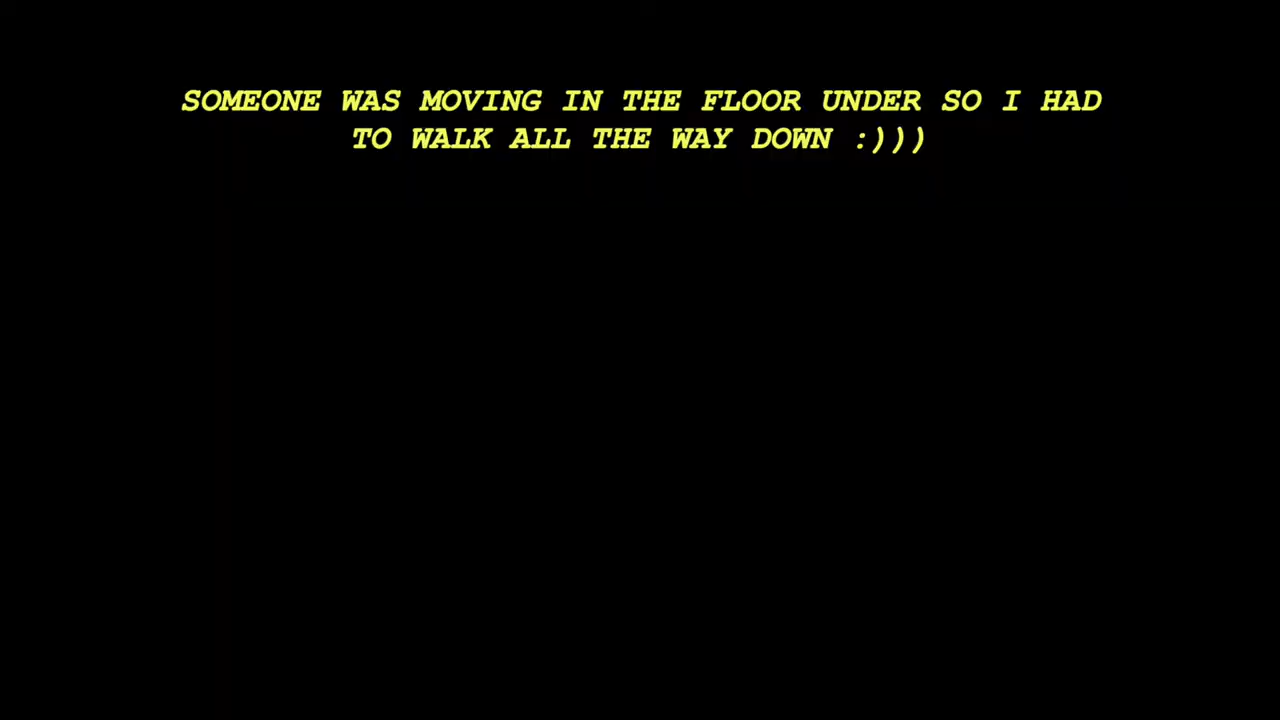 SOMEONE WAS MOVING IN THE FLOOR UNDER SO I HAD
TO WALK ALL THE WAY DOWN :)))